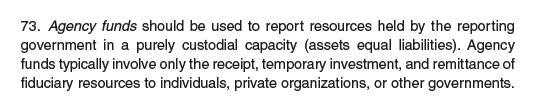 73. Agency funds should be used to report resources held by the reporting
government in a purely custodial capacity (assets equal liabilities). Agency
funds typically involve only the receipt, temporary investment, and remittance of
fiduciary resources to individuals, private organizations, or other governments.